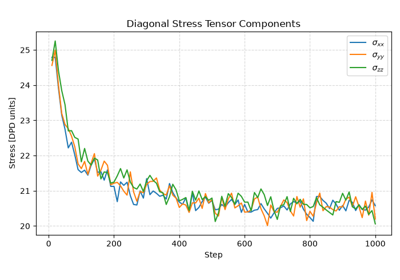 Diagonal Stress Tensor Components
25
24
23
22
21
20
Stress [DPD units]
σxx
σyy
σzz
0
200
400
600
800
1000
Step